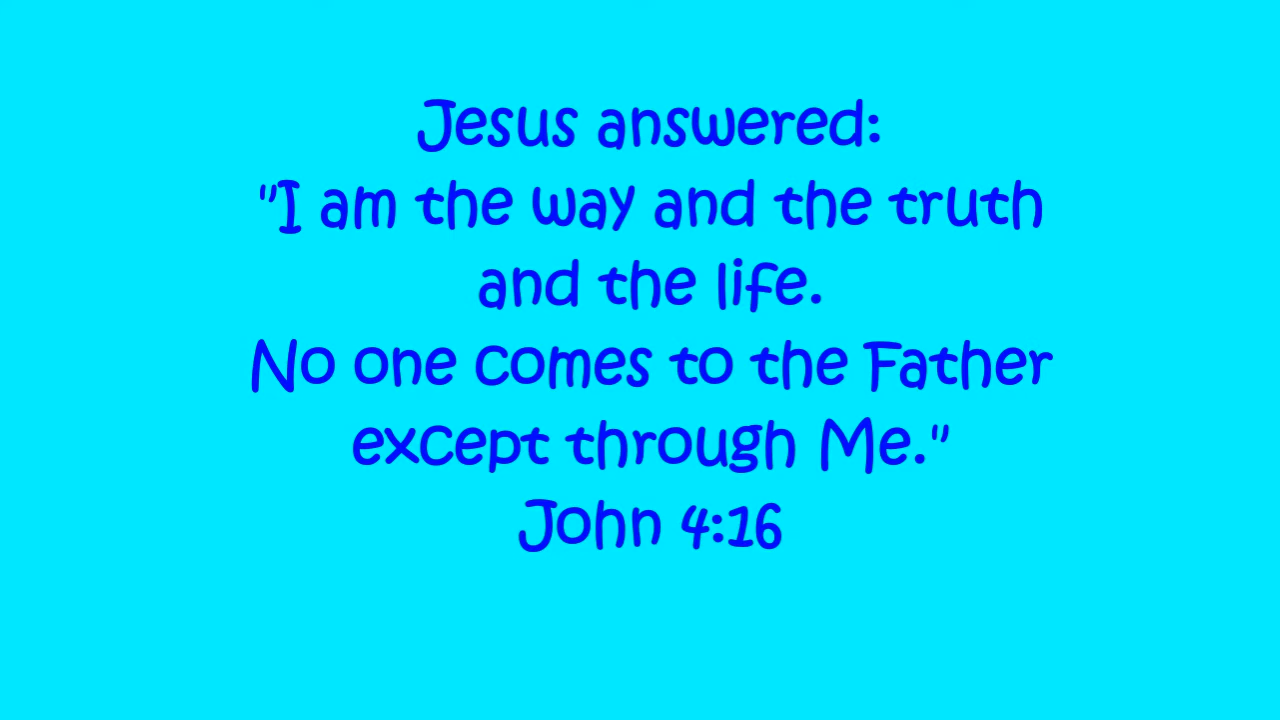 Jesus answered:
"I am the way and the truth
and the life.
No one comes to the Father
except through Me."
John 4:16